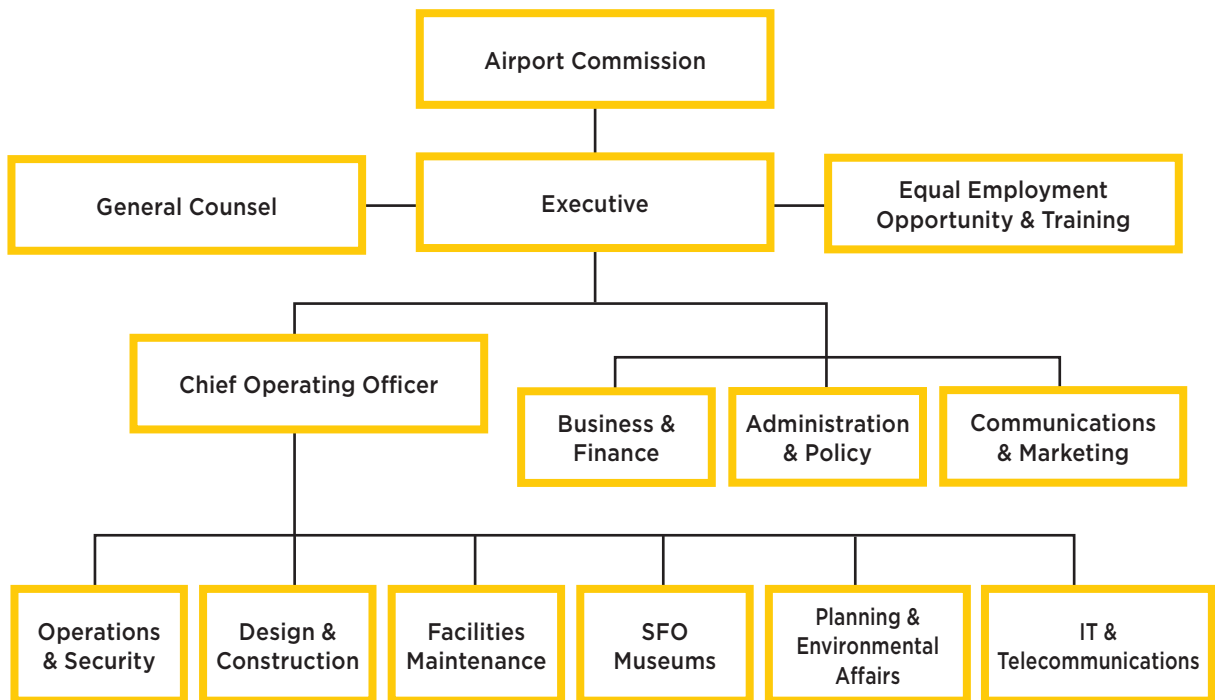 Airport Commission
General Counsel
Executive
Equal Employment
Opportunity & Training
Chief Operating Officer
Business &
Finance
Administration
& Policy
Communications
& Marketing
Operations
& Security
Design &
Construction
Facilities
Maintenance
SFO
Museums
Planning &
Environmental
Affairs
IT &
Telecommunications